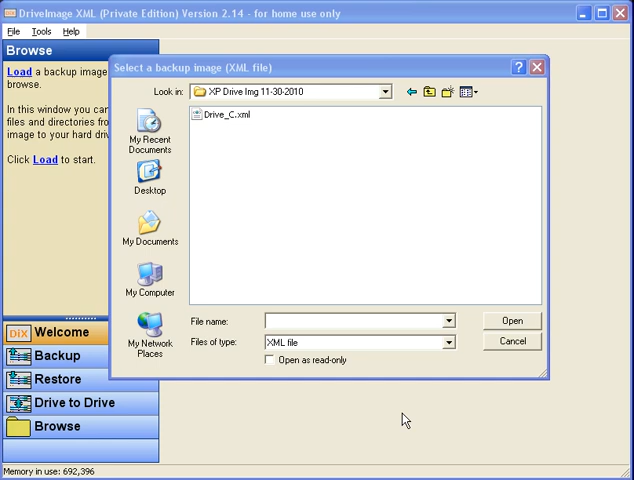 DriveImage XML (Private Edition) Version 2.14 - for home use only
File Tools Help
Browse
Load a backup image
browse.
In this window you can
files and directories fro
image to your hard driv
Click Load to start.
Select a backup image (XML file)
Look in: XP Drive Img 11-30-2010
Drive_C.xml
My Recent
Documents
Desktop
My Documents
My Computer
My Network
Places
File name: Open
Files of type: XML file Cancel
Open as read-only
DiX Welcome
Backup
Restore
Drive to Drive
Browse
Memory in use: 692,396